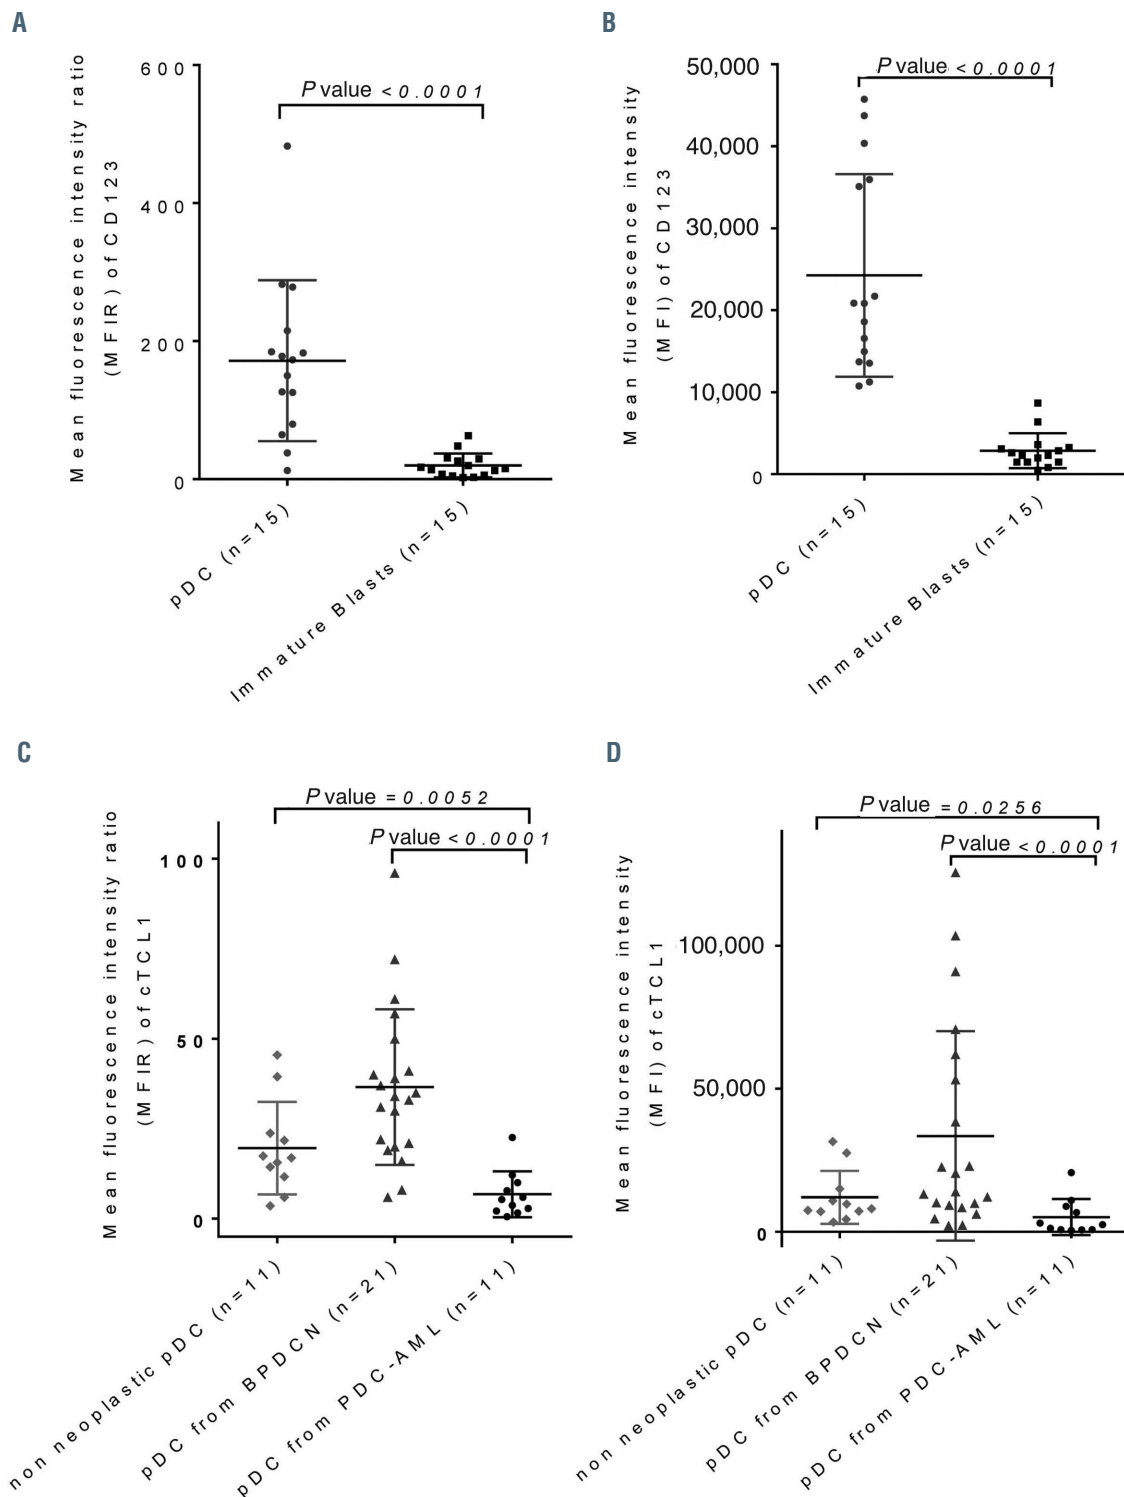 A
Mean fluorescence intensity ratio
(MFIR) of CD123
600
400
200
0
P value <0.0001
pDC (n=15)
Immature Blasts (n=15)
B
Mean fluorescence intensity
(MFI) of CD123
50,000
40,000
30,000
20,000
10,000
0
P value <0.0001
pDC (n=15)
Immature Blasts (n=15)
C
Mean fluorescence intensity ratio
(MFIR) of cTCL1
100
50
0
P value =0.0052
P value <0.0001
non neoplastic pDC (n=11)
pDC from BPDCN (n=21)
pDC from PDC-AML (n=11)
D
Mean fluorescence intensity
(MFI) of cTCL1
100,000
50,000
0
P value =0.0256
P value <0.0001
non neoplastic pDC (n=11)
pDC from BPDCN (n=21)
pDC from PDC-AML (n=11)